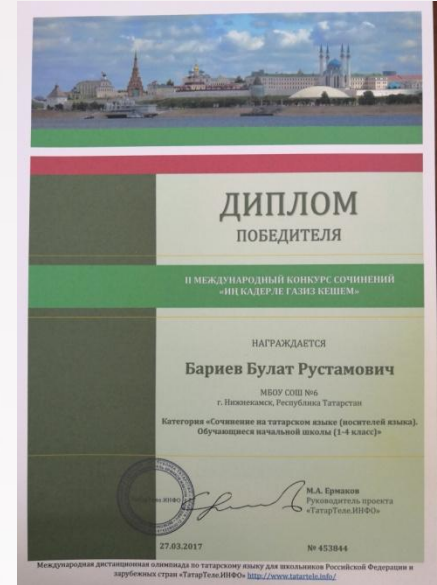 ДИПЛОМ
ПОБЕДИТЕЛЯ
II МЕЖДУНАРОДНЫЙ КОНКУРС СОЧИНЕНИЙ
«ИҢ КАДЕРЛЕ ГАЗИЗ КЕШЕМ»
НАГРАЖДАЕТСЯ
Бариев Булат Рустамович
МБОУ СОШ №6
г. Нижнекамск, Республика Татарстан
Категория «Сочинение на татарском языке (носителей языка).
Обучающиеся начальной школы (1-4 класс)»
ТатарТеле.ИНФО
М.А. Ермаков
Руководитель проекта
«ТатарТеле.ИНФО»
27.03.2017
№ 453044
Международная дистанционная олимпиада по татарскому языку для школьников Российской Федерации и
зарубежных стран «ТатарТеле.ИНФО» http://www.tatartele.info/